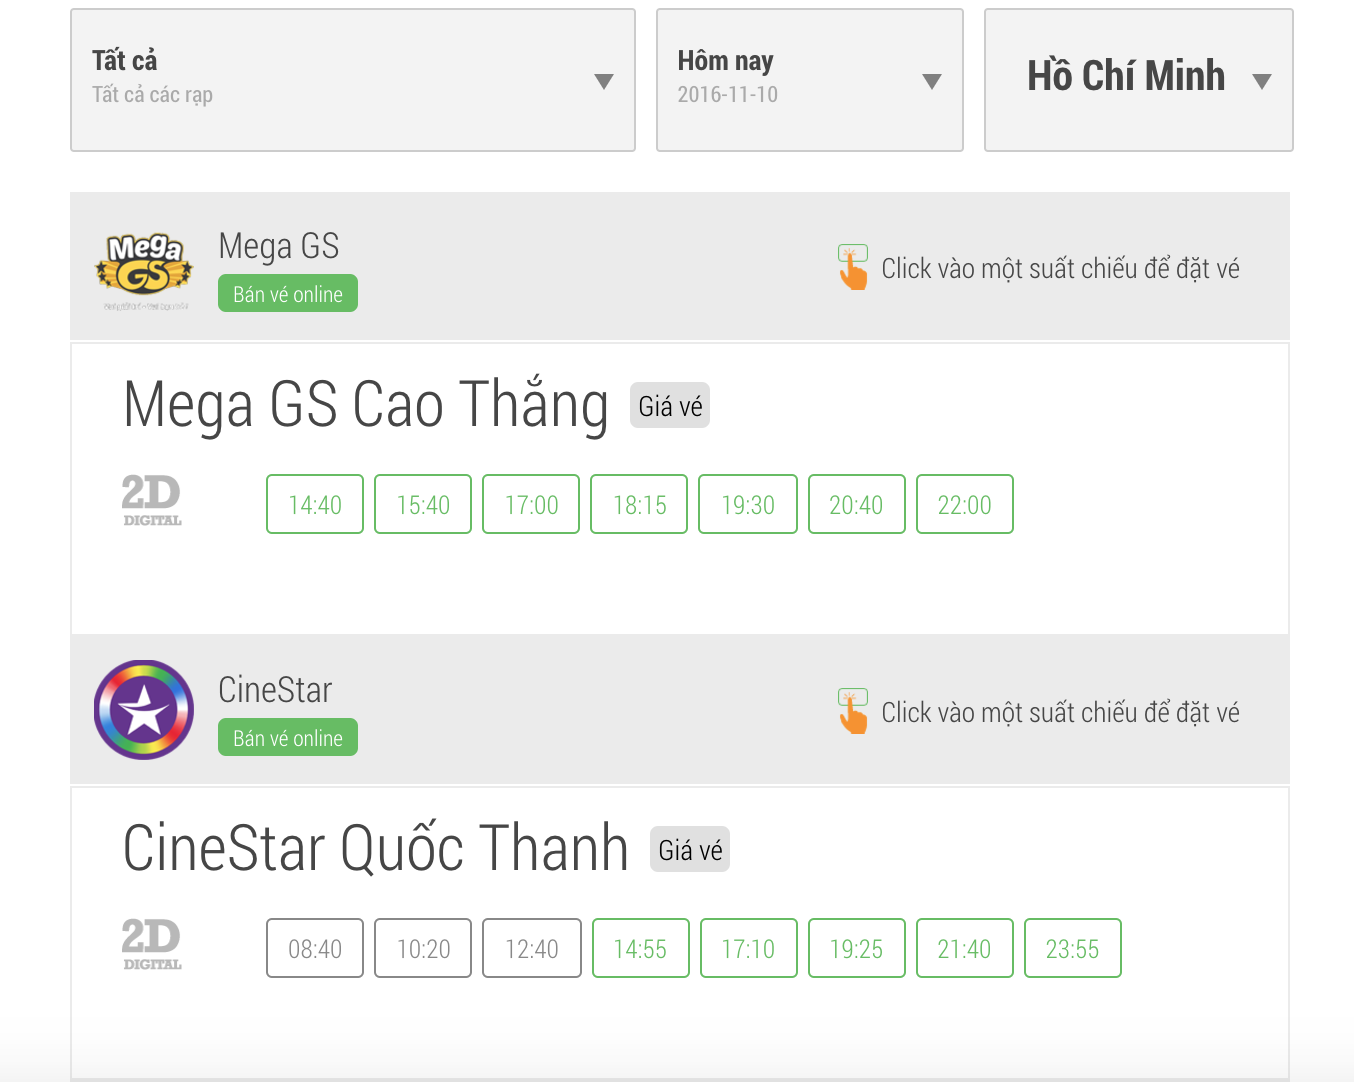 Tất cả
Tất cả các rạp
Hôm nay
2016-11-10
Hồ Chí Minh
Mega GS
Mega GS
Bán vé online
Click vào một suất chiếu để đặt vé
Mega GS Cao Thắng Giá vé
2D DIGITAL
14:40 15:40 17:00 18:15 19:30 20:40 22:00
CineStar
Bán vé online
Click vào một suất chiếu để đặt vé
CineStar Quốc Thanh Giá vé
2D DIGITAL
08:40 10:20 12:40 14:55 17:10 19:25 21:40 23:55